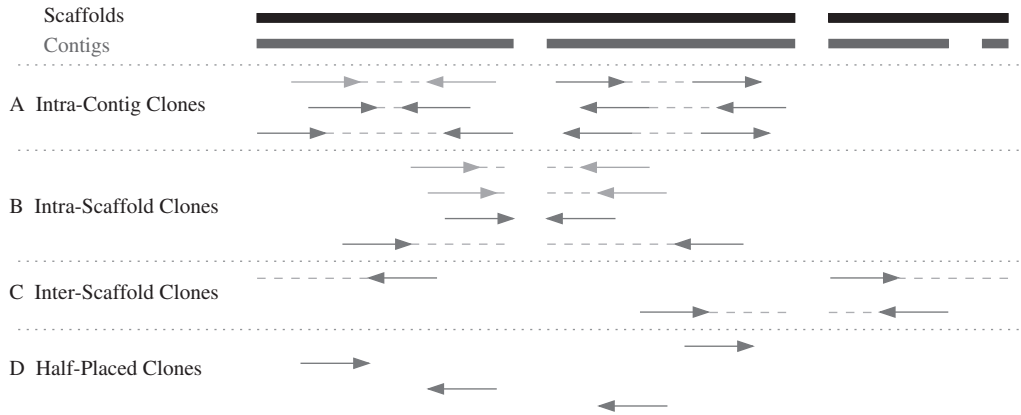 Scaffolds
Contigs
A Intra-Contig Clones
B Intra-Scaffold Clones
C Inter-Scaffold Clones
D Half-Placed Clones